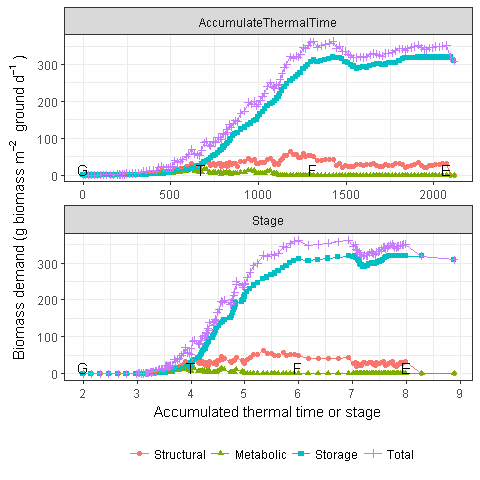 AccumulateThermalTime
Biomass demand (g biomass m⁻² ground d⁻¹ )
300
200
100
0
G T F E
0 500 1000 1500 2000
Stage
300
200
100
0
G T F E
2 3 4 5 6 7 8 9
Accumulated thermal time or stage
Structural Metabolic Storage Total